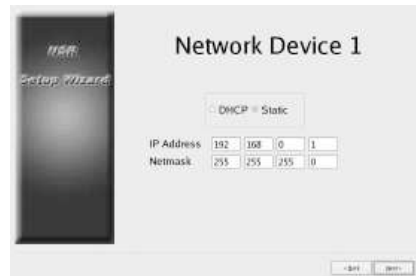 Network Device 1
Setup Wizard
DHCP Static
IP Address 192 168 0 1
Netmask 255 255 255 0